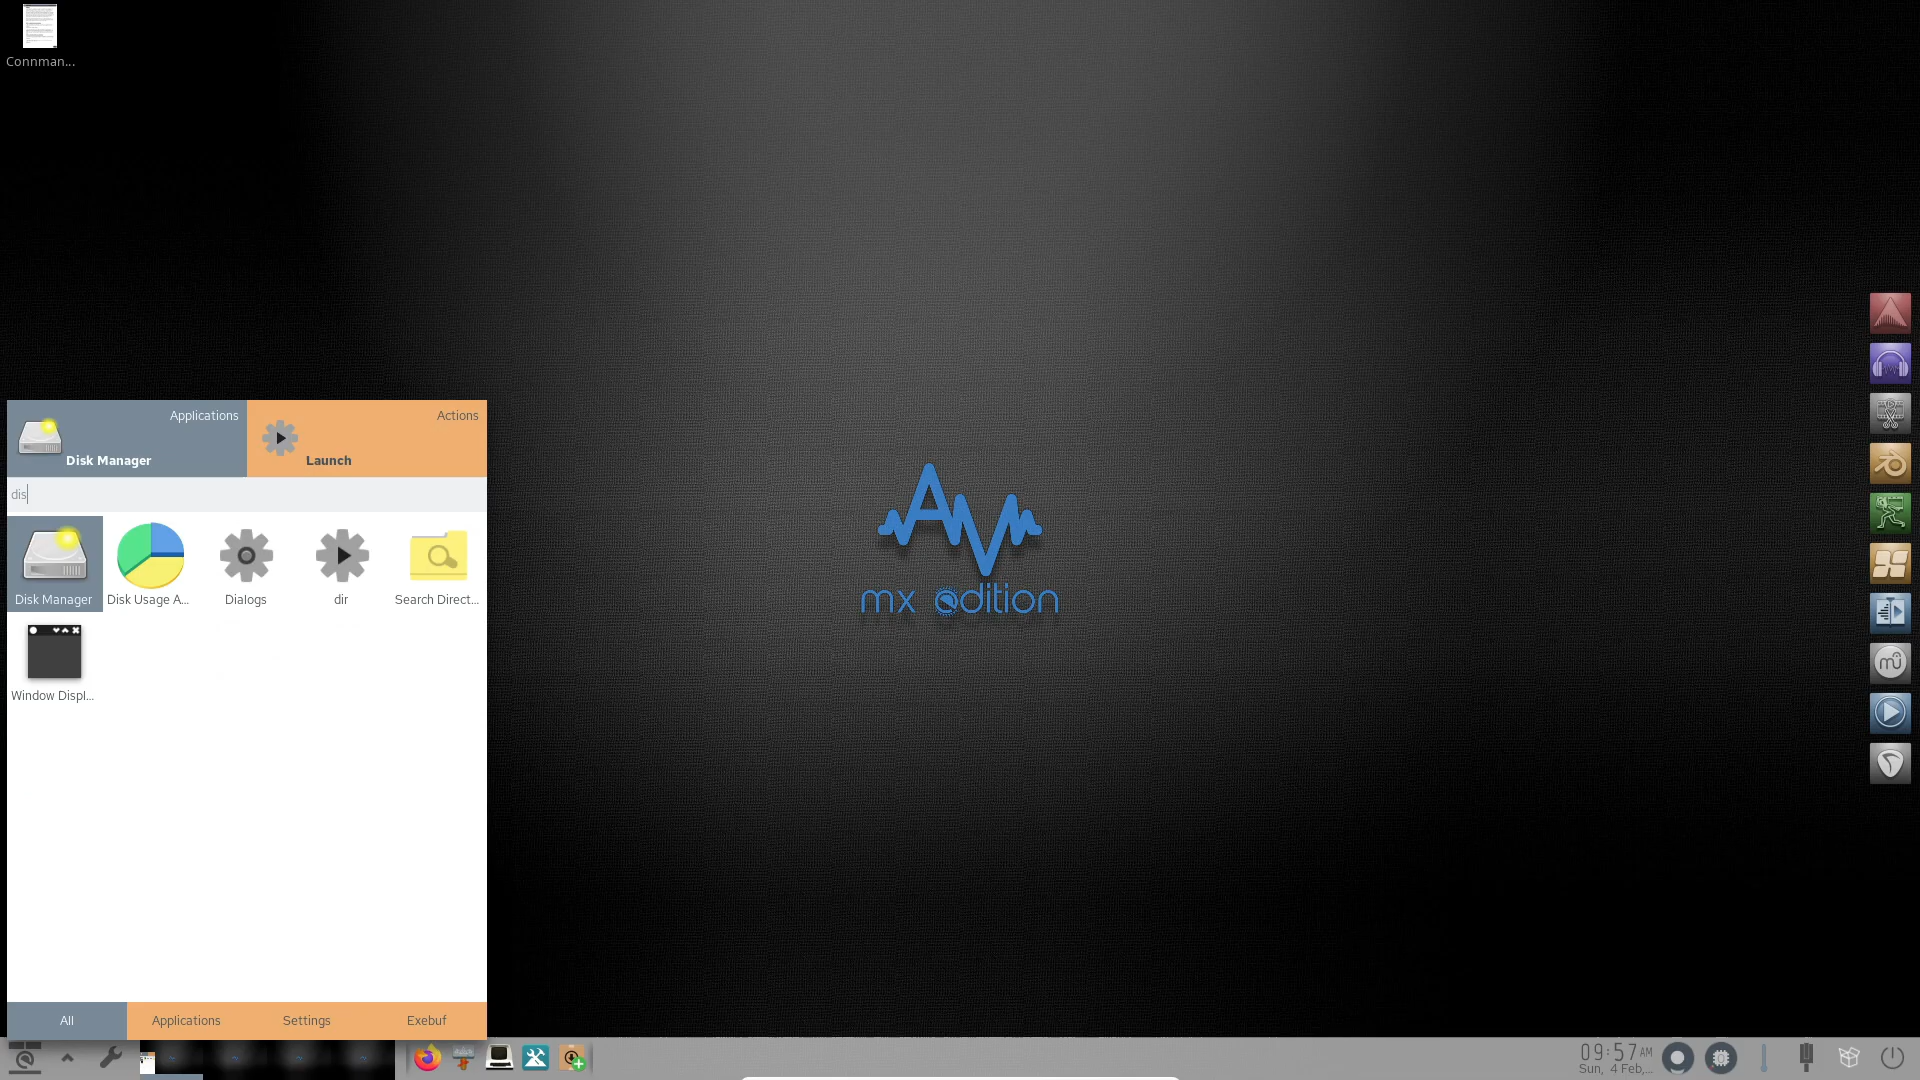 Connman...
Applications
Disk Manager
Actions
Launch
dis
Disk Manager
Disk Usage A...
Dialogs
dir
Search Direct...
Window Displ...
mx edition
All
Applications
Settings
Exebuf
09:57 AM
Sun, 4 Feb,...